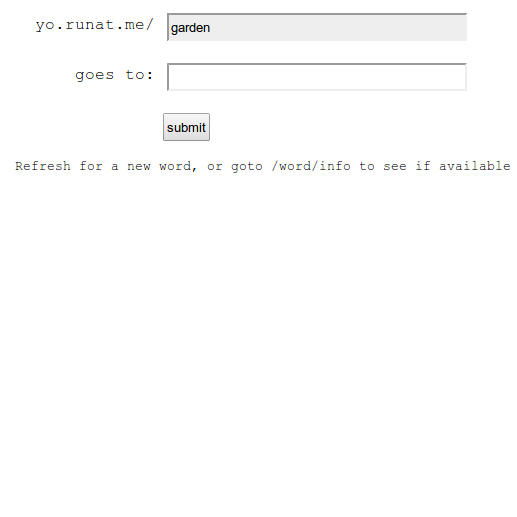 yo.runat.me/ garden
goes to:
submit
Refresh for a new word, or goto /word/info to see if available